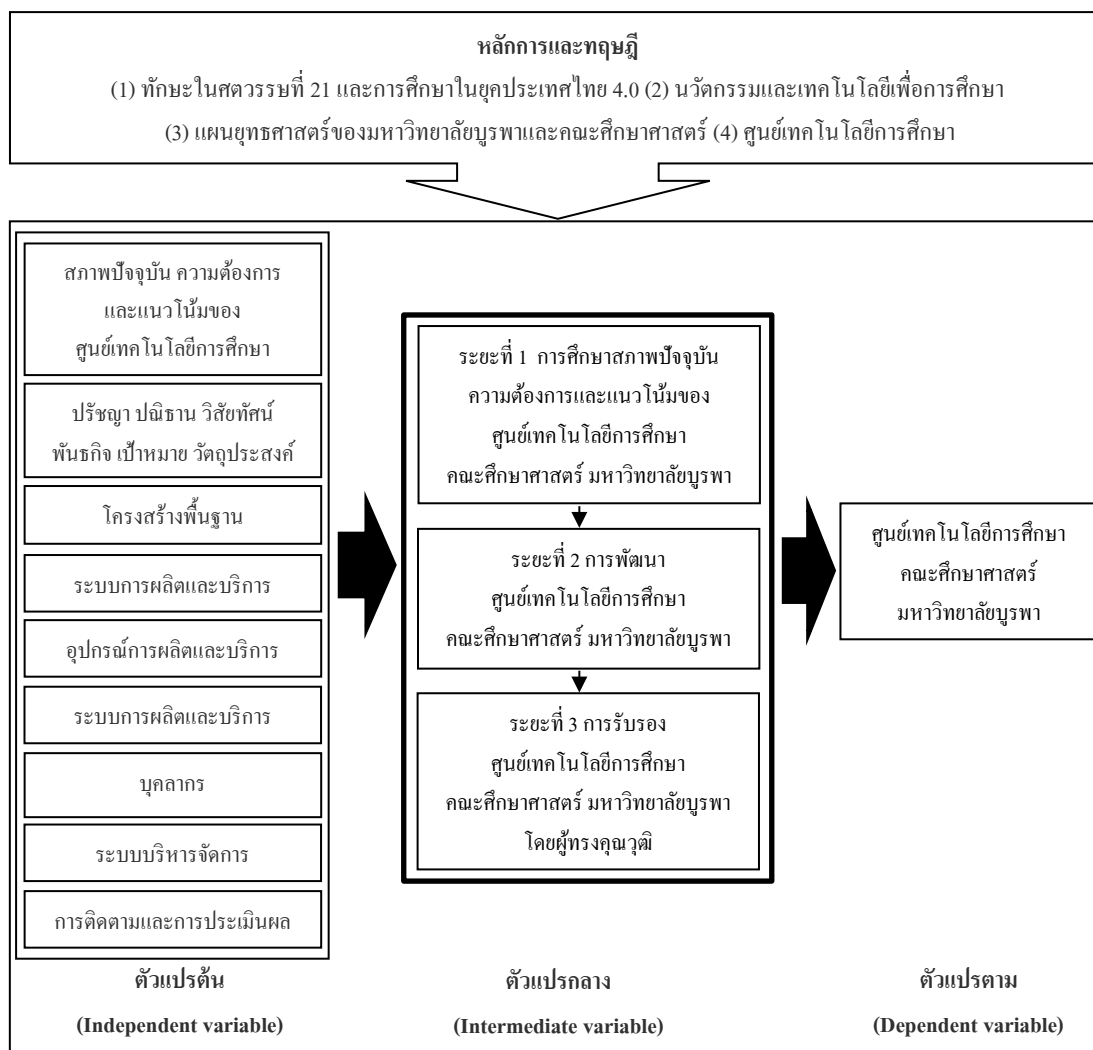 หลักการและทฤษฎี
(1) ทักษะในศตวรรษที่ 21 และการศึกษาในยุคประเทศไทย 4.0 (2) นวัตกรรมและเทคโนโลยีเพื่อการศึกษา
(3) แผนยุทธศาสตร์ของมหาวิทยาลัยบูรพาและคณะศึกษาศาสตร์ (4) ศูนย์เทคโนโลยีการศึกษา
สภาพปัจจุบัน ความต้องการ
และแนวโน้มของ
ศูนย์เทคโนโลยีการศึกษา
ปรัชญา ปณิธาน วิสัยทัศน์
พันธกิจ เป้าหมาย วัตถุประสงค์
โครงสร้างพื้นฐาน
ระบบการผลิตและบริการ
อุปกรณ์การผลิตและบริการ
ระบบการผลิตและบริการ
บุคลากร
ระบบบริหารจัดการ
การติดตามและการประเมินผล
ตัวแปรต้น
(Independent variable)
ระยะที่ 1 การศึกษาสภาพปัจจุบัน
ความต้องการและแนวโน้มของ
ศูนย์เทคโนโลยีการศึกษา
คณะศึกษาศาสตร์ มหาวิทยาลัยบูรพา
ระยะที่ 2 การพัฒนา
ศูนย์เทคโนโลยีการศึกษา
คณะศึกษาศาสตร์ มหาวิทยาลัยบูรพา
ระยะที่ 3 การรับรอง
ศูนย์เทคโนโลยีการศึกษา
คณะศึกษาศาสตร์ มหาวิทยาลัยบูรพา
โดยผู้ทรงคุณวุฒิ
ตัวแปรกลาง
(Intermediate variable)
ศูนย์เทคโนโลยีการศึกษา
คณะศึกษาศาสตร์
มหาวิทยาลัยบูรพา
ตัวแปรตาม
(Dependent variable)